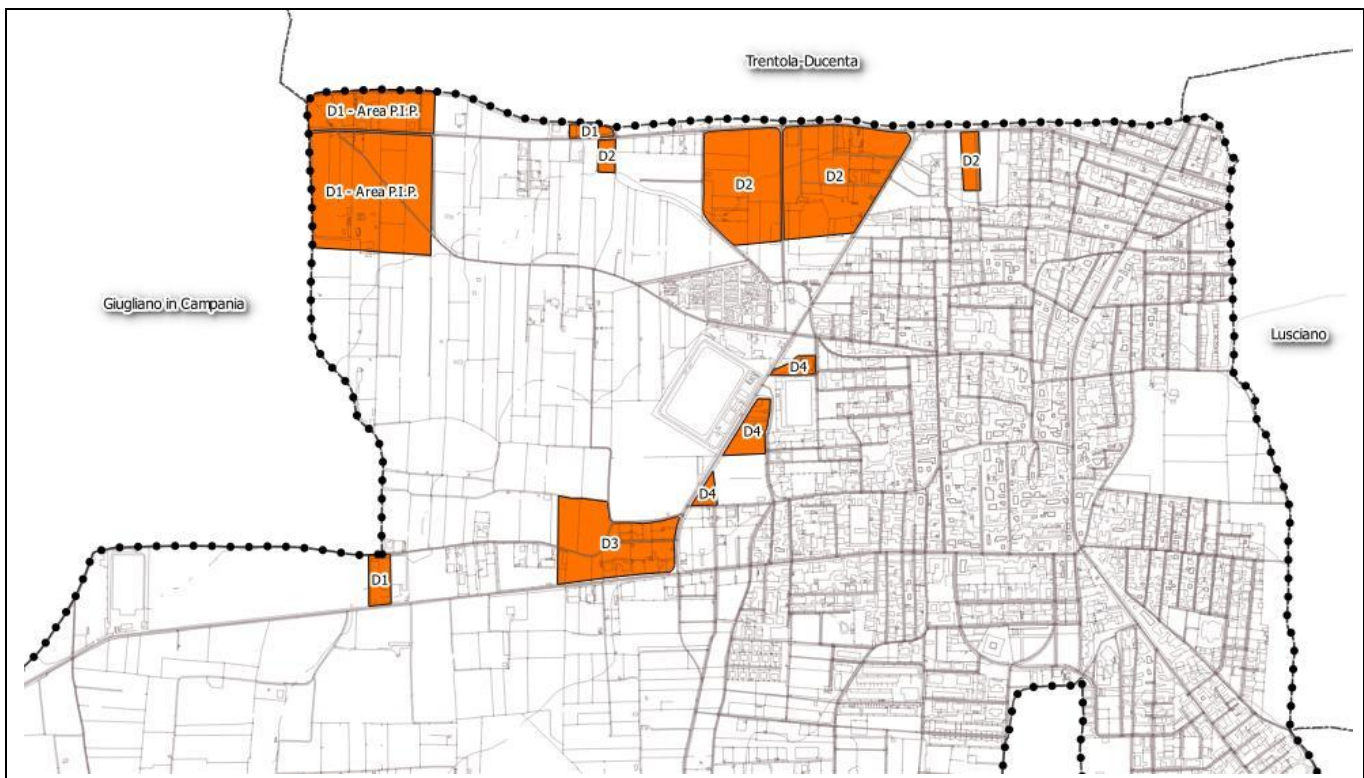 Trentola-Ducenta
D1 - Area P.I.P.
D1
D2
D2
D2
D2
D1 - Area P.I.P.
Giugliano in Campania
Lusciano
D4
D4
D4
D3
D1